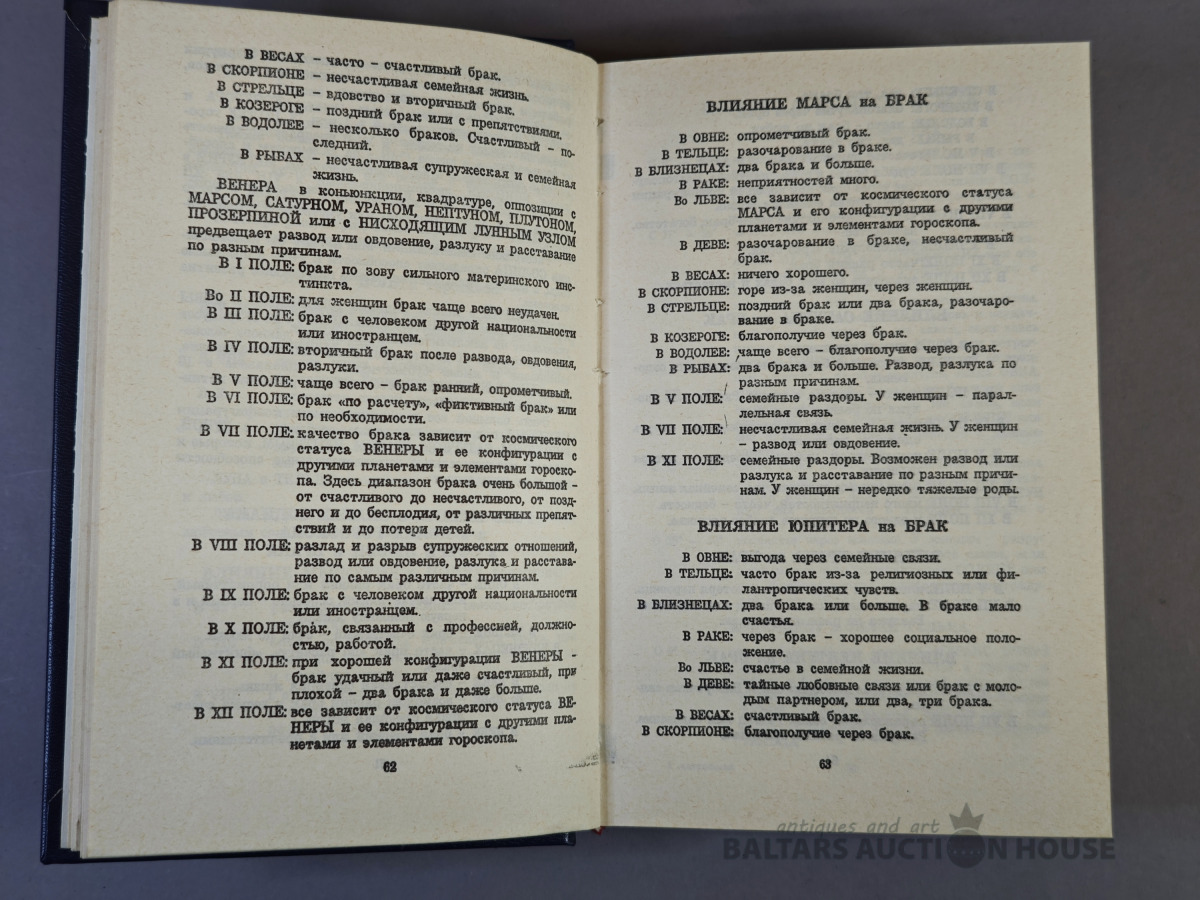 В ВЕСАХ – часто – счастливый брак.
В СКОРПИОНЕ – несчастливая семейная жизнь.
В СТРЕЛЬЦЕ – вдовство и вторичный брак.
В КОЗЕРОГЕ – поздний брак или с препятствиями.
В ВОДОЛЕЕ – несколько браков. Счастливый – по-
следний.
В РЫБАХ – несчастливая супружеская и семейная
жизнь.
ВЕНЕРА в коньюнкции, квадратуре, оппозиции с
МАРСОМ, САТУРНОМ, УРАНОМ, НЕПТУНОМ, ПЛУТОНОМ,
ПРОЗЕРПИНОЙ или с НИСХОДЯЩИМ ЛУННЫМ УЗЛОМ
предвещает развод или овдовение, разлуку и расставание
по разным причинам.
В I ПОЛЕ: брак по зову сильного материнского инс-
тинкта.
Во II ПОЛЕ: для женщин брак чаще всего неудачен.
В III ПОЛЕ: брак с человеком другой национальности
или иностранцем.
В IV ПОЛЕ: вторичный брак после развода, овдовения,
разлуки.
В V ПОЛЕ: чаще всего – брак ранний, опрометчивый.
В VI ПОЛЕ: брак «по расчету», «фиктивный брак» или
по необходимости.
В VII ПОЛЕ: качество брака зависит от космического
статуса ВЕНЕРЫ и ее конфигурации с
другими планетами и элементами гороско-
па. Здесь диапазон брака очень большой -
от счастливого до несчастливого, от позд-
него и до бесплодия, от различных препят-
ствий и до потери детей.
В VIII ПОЛЕ: разлад и разрыв супружеских отношений,
развод или овдовение, разлука и расстава-
ние по самым различным причинам.
В IX ПОЛЕ: брак с человеком другой национальности
или иностранцем.
В X ПОЛЕ: брак, связанный с профессией, должно-
стью, работой.
В XI ПОЛЕ: при хорошей конфигурации ВЕНЕРЫ -
брак удачный или даже счастливый, при
плохой – два брака и даже больше.
В XII ПОЛЕ: все зависит от космического статуса ВЕ-
НЕРЫ и ее конфигурации с другими пла-
нетами и элементами гороскопа.
62
ВЛИЯНИЕ МАРСА на БРАК
В ОВНЕ: опрометчивый брак.
В ТЕЛЬЦЕ: разочарование в браке.
В БЛИЗНЕЦАХ: два брака и больше.
В РАКЕ: неприятностей много.
Во ЛЬВЕ: все зависит от космического статуса
МАРСА и его конфигурации с другими
планетами и элементами гороскопа.
В ДЕВЕ: разочарование в браке, несчастливый
брак.
В ВЕСАХ: ничего хорошего.
В СКОРПИОНЕ: горе из-за женщин, через женщин.
В СТРЕЛЬЦЕ: поздний брак или два брака, разочаро-
вание в браке.
В КОЗЕРОГЕ: благополучие через брак.
В ВОДОЛЕЕ: чаще всего – благополучие через брак.
В РЫБАХ: два брака и больше. Развод, разлука по
разным причинам.
В V ПОЛЕ: семейные раздоры. У женщин – парал-
лельная связь.
В VII ПОЛЕ: несчастливая семейная жизнь. У женщин
– развод или овдовение.
В XI ПОЛЕ: семейные раздоры. Возможен развод или
разлука и расставание по разным причи-
нам. У женщин – нередко тяжелые роды.
ВЛИЯНИЕ ЮПИТЕРА на БРАК
В ОВНЕ: выгода через семейные связи.
В ТЕЛЬЦЕ: часто брак из-за религиозных или фи-
лантропических чувств.
В БЛИЗНЕЦАХ: два брака или больше. В браке мало
счастья.
В РАКЕ: через брак – хорошее социальное поло-
жение.
Во ЛЬВЕ: счастье в семейной жизни.
В ДЕВЕ: тайные любовные связи или брак с моло-
дым партнером, или два, три брака.
В ВЕСАХ: счастливый брак.
В СКОРПИОНЕ: благополучие через брак.
63
antiques and art
BALTARS AUCTION HOUSE